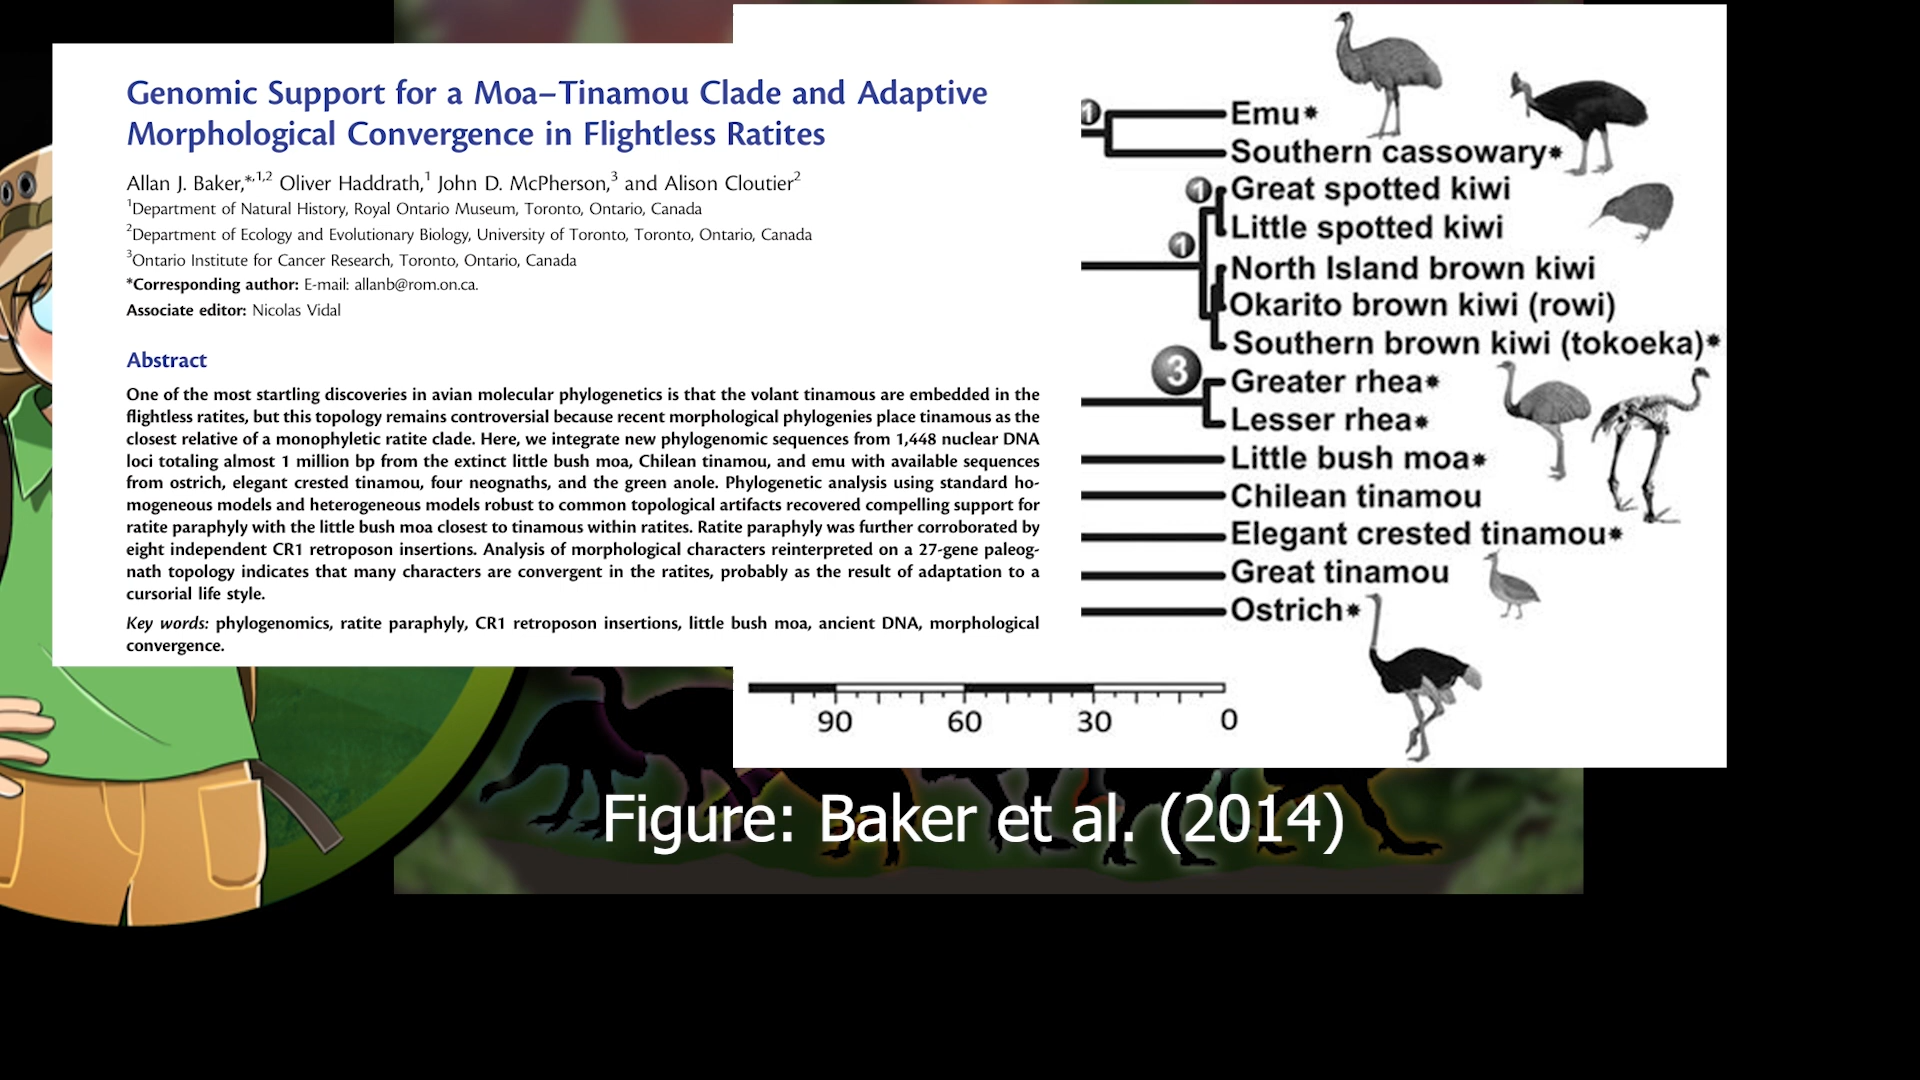 Genomic Support for a Moa–Tinamou Clade and Adaptive
Morphological Convergence in Flightless Ratites
Allan J. Baker,*,1,2 Oliver Haddrath,1 John D. McPherson,3 and Alison Cloutier2
1Department of Natural History, Royal Ontario Museum, Toronto, Ontario, Canada
2Department of Ecology and Evolutionary Biology, University of Toronto, Toronto, Ontario, Canada
3Ontario Institute for Cancer Research, Toronto, Ontario, Canada
*Corresponding author: E-mail: allanb@rom.on.ca.
Associate editor: Nicolas Vidal
Abstract
One of the most startling discoveries in avian molecular phylogenetics is that the volant tinamous are embedded in the
flightless ratites, but this topology remains controversial because recent morphological phylogenies place tinamous as the
closest relative of a monophyletic ratite clade. Here, we integrate new phylogenomic sequences from 1,448 nuclear DNA
loci totaling almost 1 million bp from the extinct little bush moa, Chilean tinamou, and emu with available sequences
from ostrich, elegant crested tinamou, four neognaths, and the green anole. Phylogenetic analysis using standard ho-
mogeneous models and heterogeneous models robust to common topological artifacts recovered compelling support for
ratite paraphyly with the little bush moa closest to tinamous within ratites. Ratite paraphyly was further corroborated by
eight independent CR1 retroposon insertions. Analysis of morphological characters reinterpreted on a 27-gene paleog-
nath topology indicates that many characters are convergent in the ratites, probably as the result of adaptation to a
cursorial life style.
Key words: phylogenomics, ratite paraphyly, CR1 retroposon insertions, little bush moa, ancient DNA, morphological
convergence.
1
Emu*
Southern cassowary*
1
Great spotted kiwi
Little spotted kiwi
1
North Island brown kiwi
Okarito brown kiwi (rowi)
Southern brown kiwi (tokoeka)*
3
Greater rhea*
Lesser rhea*
Little bush moa*
Chilean tinamou
Elegant crested tinamou*
Great tinamou
Ostrich*
90 60 30 0
Figure: Baker et al. (2014)